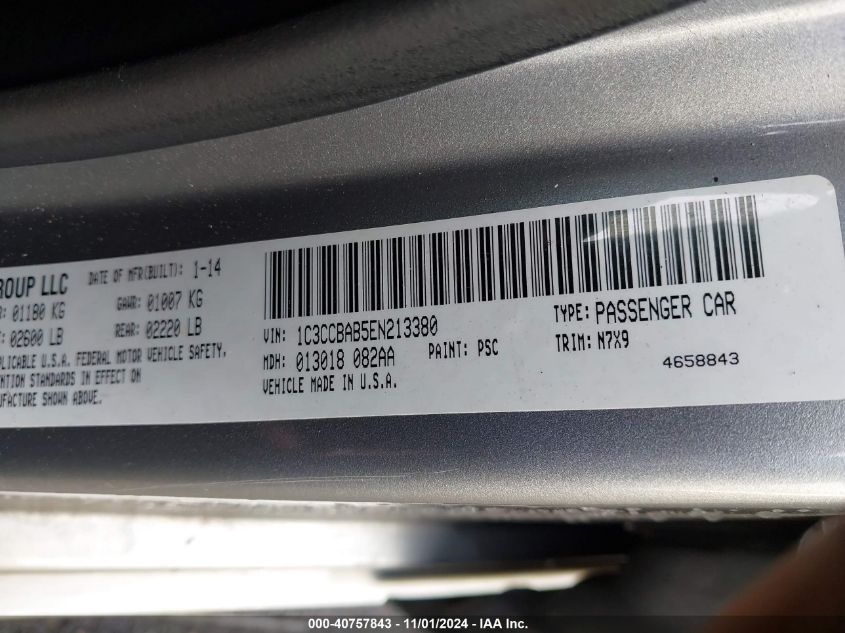 ROUP LLC DATE OF MFR(BUILT): 1-14
01180 KG GAWR: 01007 KG
02600 LB REAR: 02220 LB
PLICABLE U.S.A. FEDERAL MOTOR VEHICLE SAFETY,
ENTION STANDARDS IN EFFECT ON
UFACTURE SHOWN ABOVE.
VIN: 1C3CCBAB5EN213380 TYPE: PASSENGER CAR
MDH: 013018 082AA PAINT: PSC TRIM: N7X9
VEHICLE MADE IN U.S.A. 4658843
000-40757843 - 11/01/2024 - IAA Inc.